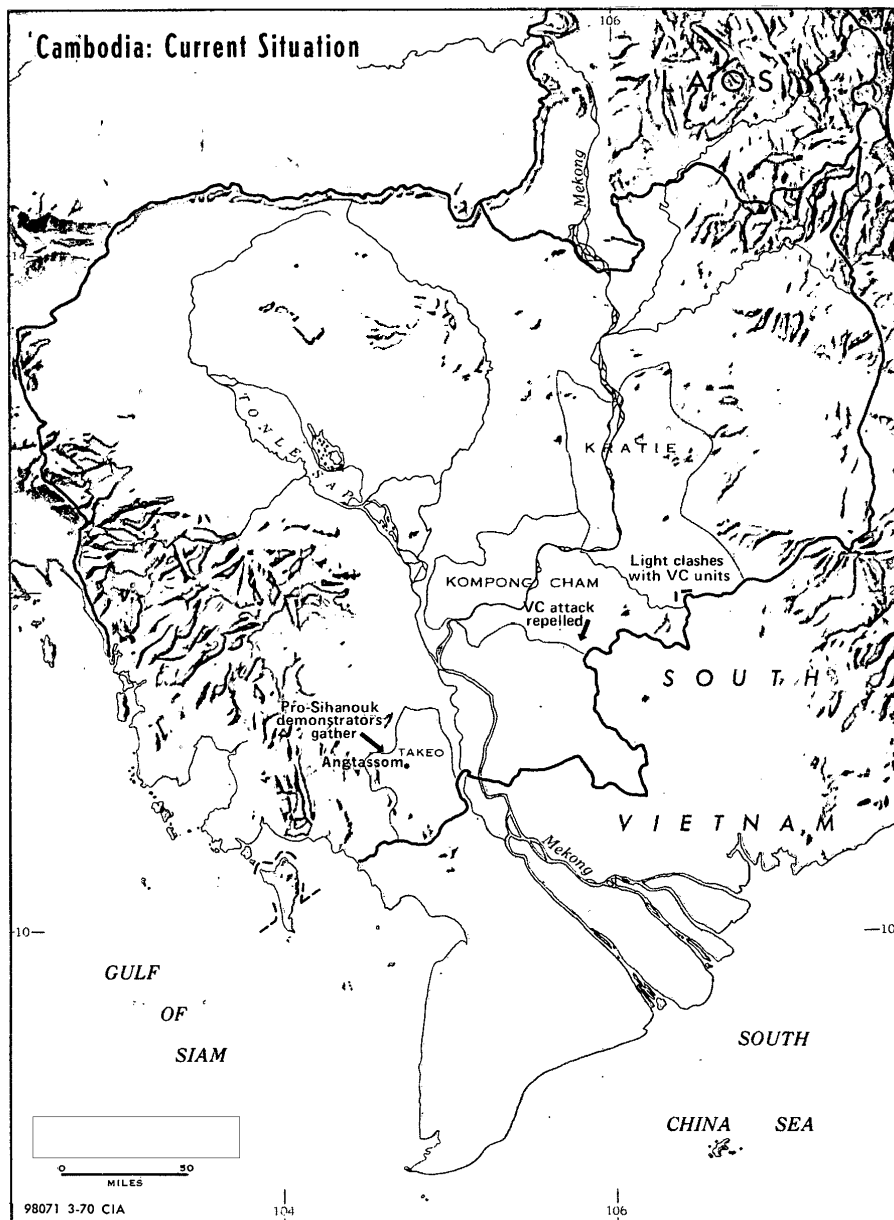 Cambodia: Current Situation
106
LAOS
Mekong
TONLE SAP
KRATIE
KOMPONG CHAM
Light clashes
with VC units
VC attack
repelled
SOUTH
Pro-Sihanouk
demonstrators
gather
TAKEO
Angtassom
VIETNAM
Mekong
10
10
GULF
OF
SIAM
SOUTH
CHINA SEA
0 50
MILES
98071 3-70 CIA
104
106